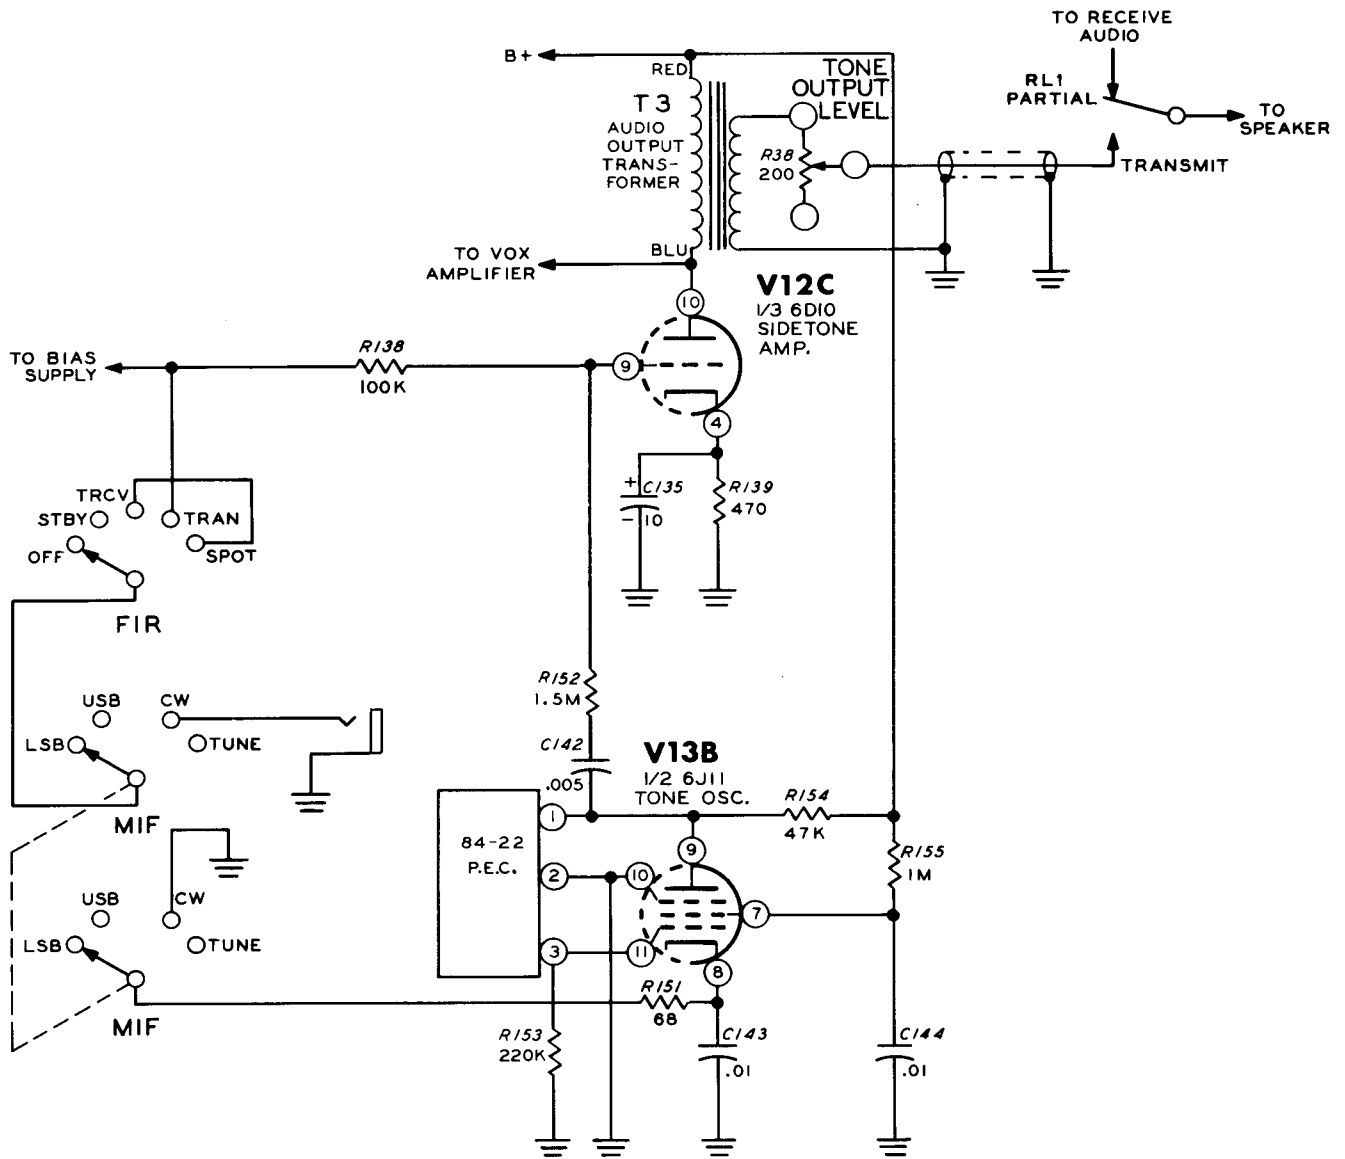 TO RECEIVE
AUDIO
B+
RED
TONE
OUTPUT
LEVEL
RL1
PARTIAL
TO
SPEAKER
T3
AUDIO
OUTPUT
TRANS-
FORMER
R38
200
TRANSMIT
BLU
TO VOX
AMPLIFIER
V12C
1/3 6D10
SIDETONE
AMP.
10
TO BIAS
SUPPLY
R138
100K
9
4
TRCV
STBY
TRAN
OFF
SPOT
F1R
+
C135
-
10
R139
470
R152
1.5M
USB
CW
LSB
TUNE
M1F
C142
.005
V13B
1/2 6J11
TONE OSC.
R154
47K
1
84-22
P.E.C.
9
R155
1M
2
10
7
USB
CW
LSB
TUNE
M1F
3
11
8
R151
68
R153
220K
C143
.01
C144
.01